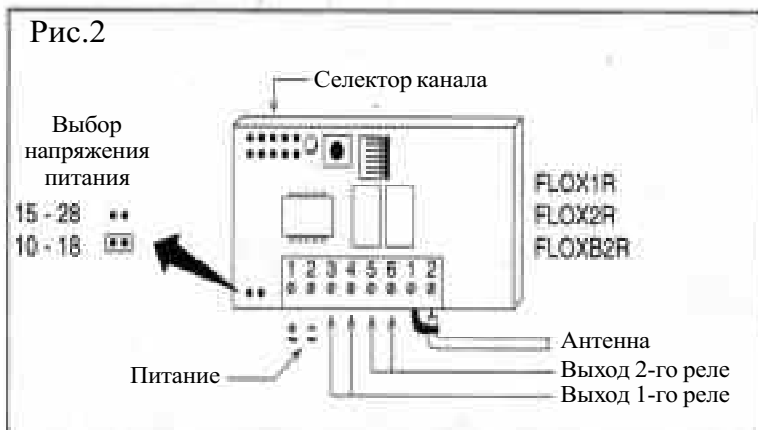 Рис.2
Селектор канала
Выбор
напряжения
питания
15 - 28
10 - 18
FLOX1R
FLOX2R
FLOXB2R
1 2 3 4 5 6 1 2
Антенна
Питание
Выход 2-го реле
Выход 1-го реле